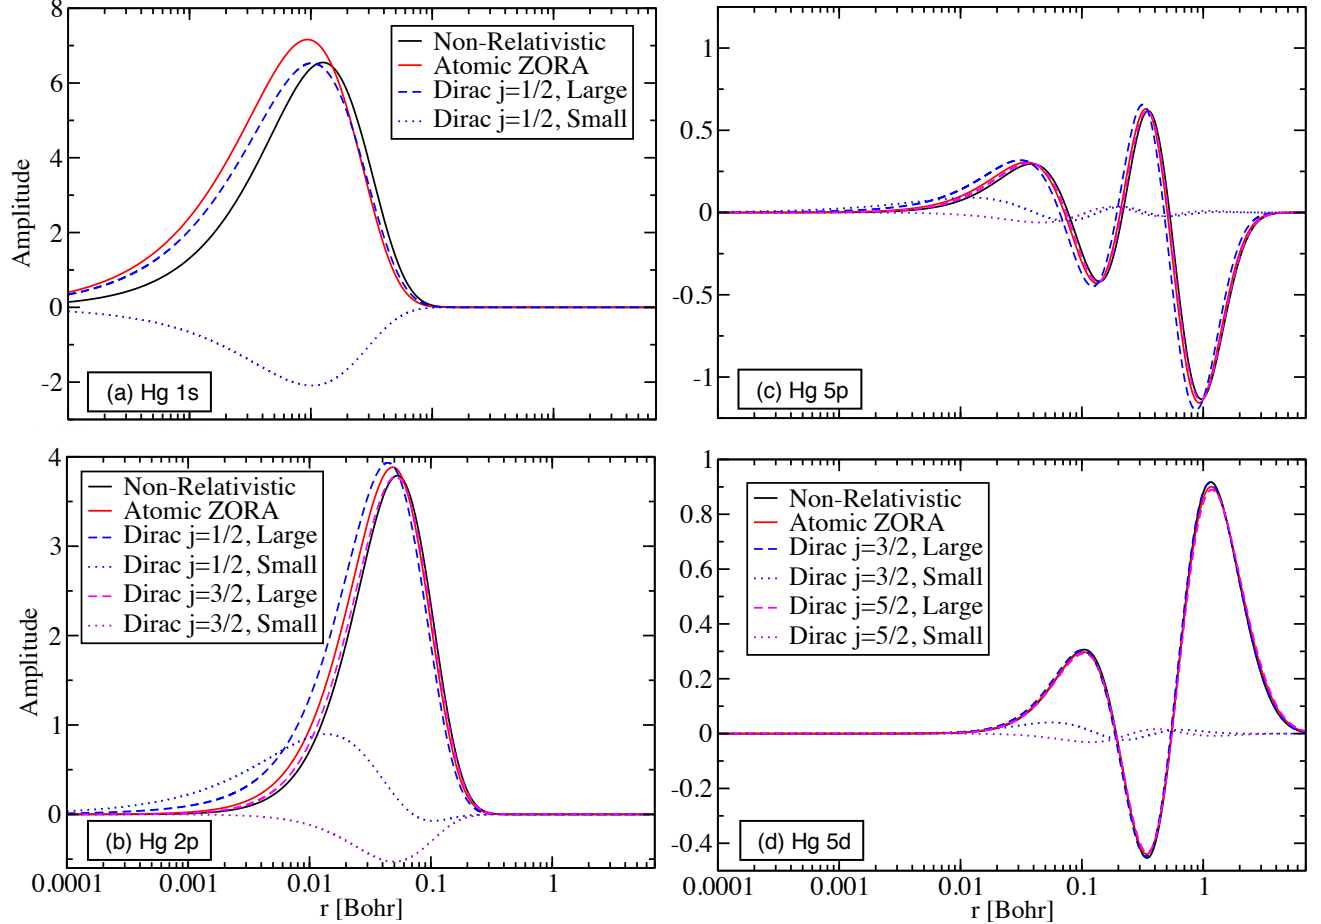 8
6
4
2
0
-2
Amplitude
Non-Relativistic
Atomic ZORA
Dirac j=1/2, Large
Dirac j=1/2, Small
(a) Hg 1s
1
0.5
0
-0.5
-1
(c) Hg 5p
4
3
2
1
0
Amplitude
Non-Relativistic
Atomic ZORA
Dirac j=1/2, Large
Dirac j=1/2, Small
Dirac j=3/2, Large
Dirac j=3/2, Small
(b) Hg 2p
0.0001 0.001 0.01 0.1 1
r [Bohr]
1
0.8
0.6
0.4
0.2
0
-0.2
-0.4
Non-Relativistic
Atomic ZORA
Dirac j=3/2, Large
Dirac j=3/2, Small
Dirac j=5/2, Large
Dirac j=5/2, Small
(d) Hg 5d
0.0001 0.001 0.01 0.1 1
r [Bohr]